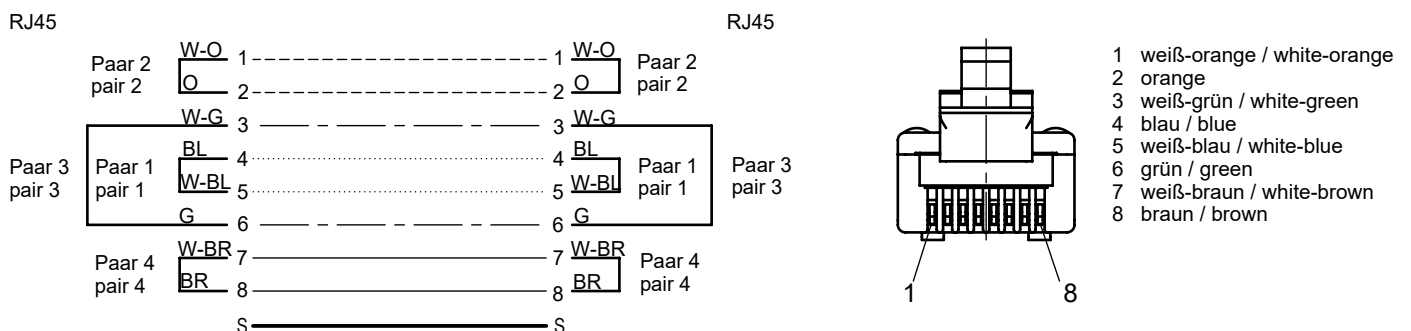 RJ45
RJ45
Paar 2
pair 2
W-O 1
1 W-O
Paar 2
pair 2
O 2
2 O
W-G 3
3 W-G
Paar 3
pair 3
Paar 1
pair 1
BL 4
4 BL
Paar 1
pair 1
Paar 3
pair 3
W-BL 5
5 W-BL
G 6
6 G
Paar 4
pair 4
W-BR 7
7 W-BR
Paar 4
pair 4
BR 8
8 BR
S S
1 8
1 weiß-orange / white-orange
2 orange
3 weiß-grün / white-green
4 blau / blue
5 weiß-blau / white-blue
6 grün / green
7 weiß-braun / white-brown
8 braun / brown